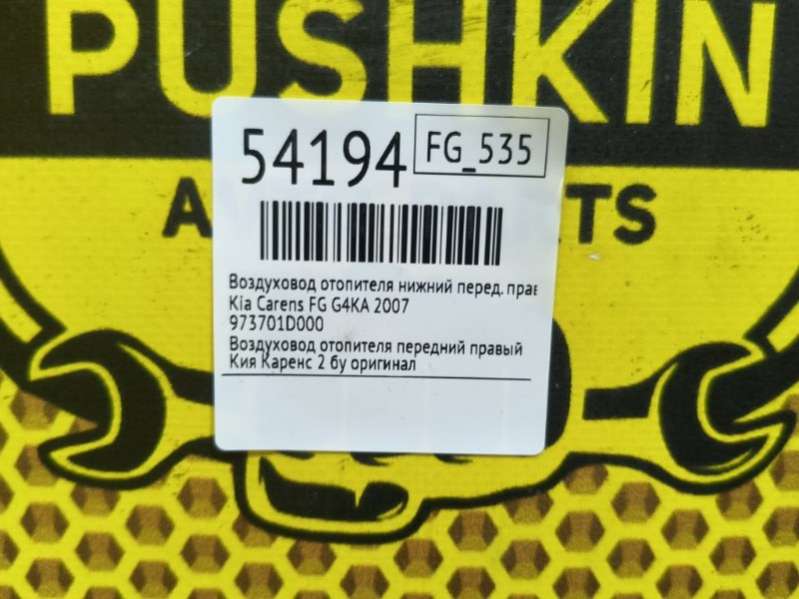 PUSHKIN
54194
FG_535
A TS
Воздуховод отопителя нижний перед. прав
Kia Carens FG G4KA 2007
973701D000
Воздуховод отопителя передний правый
Кия Каренс 2 бу оригинал